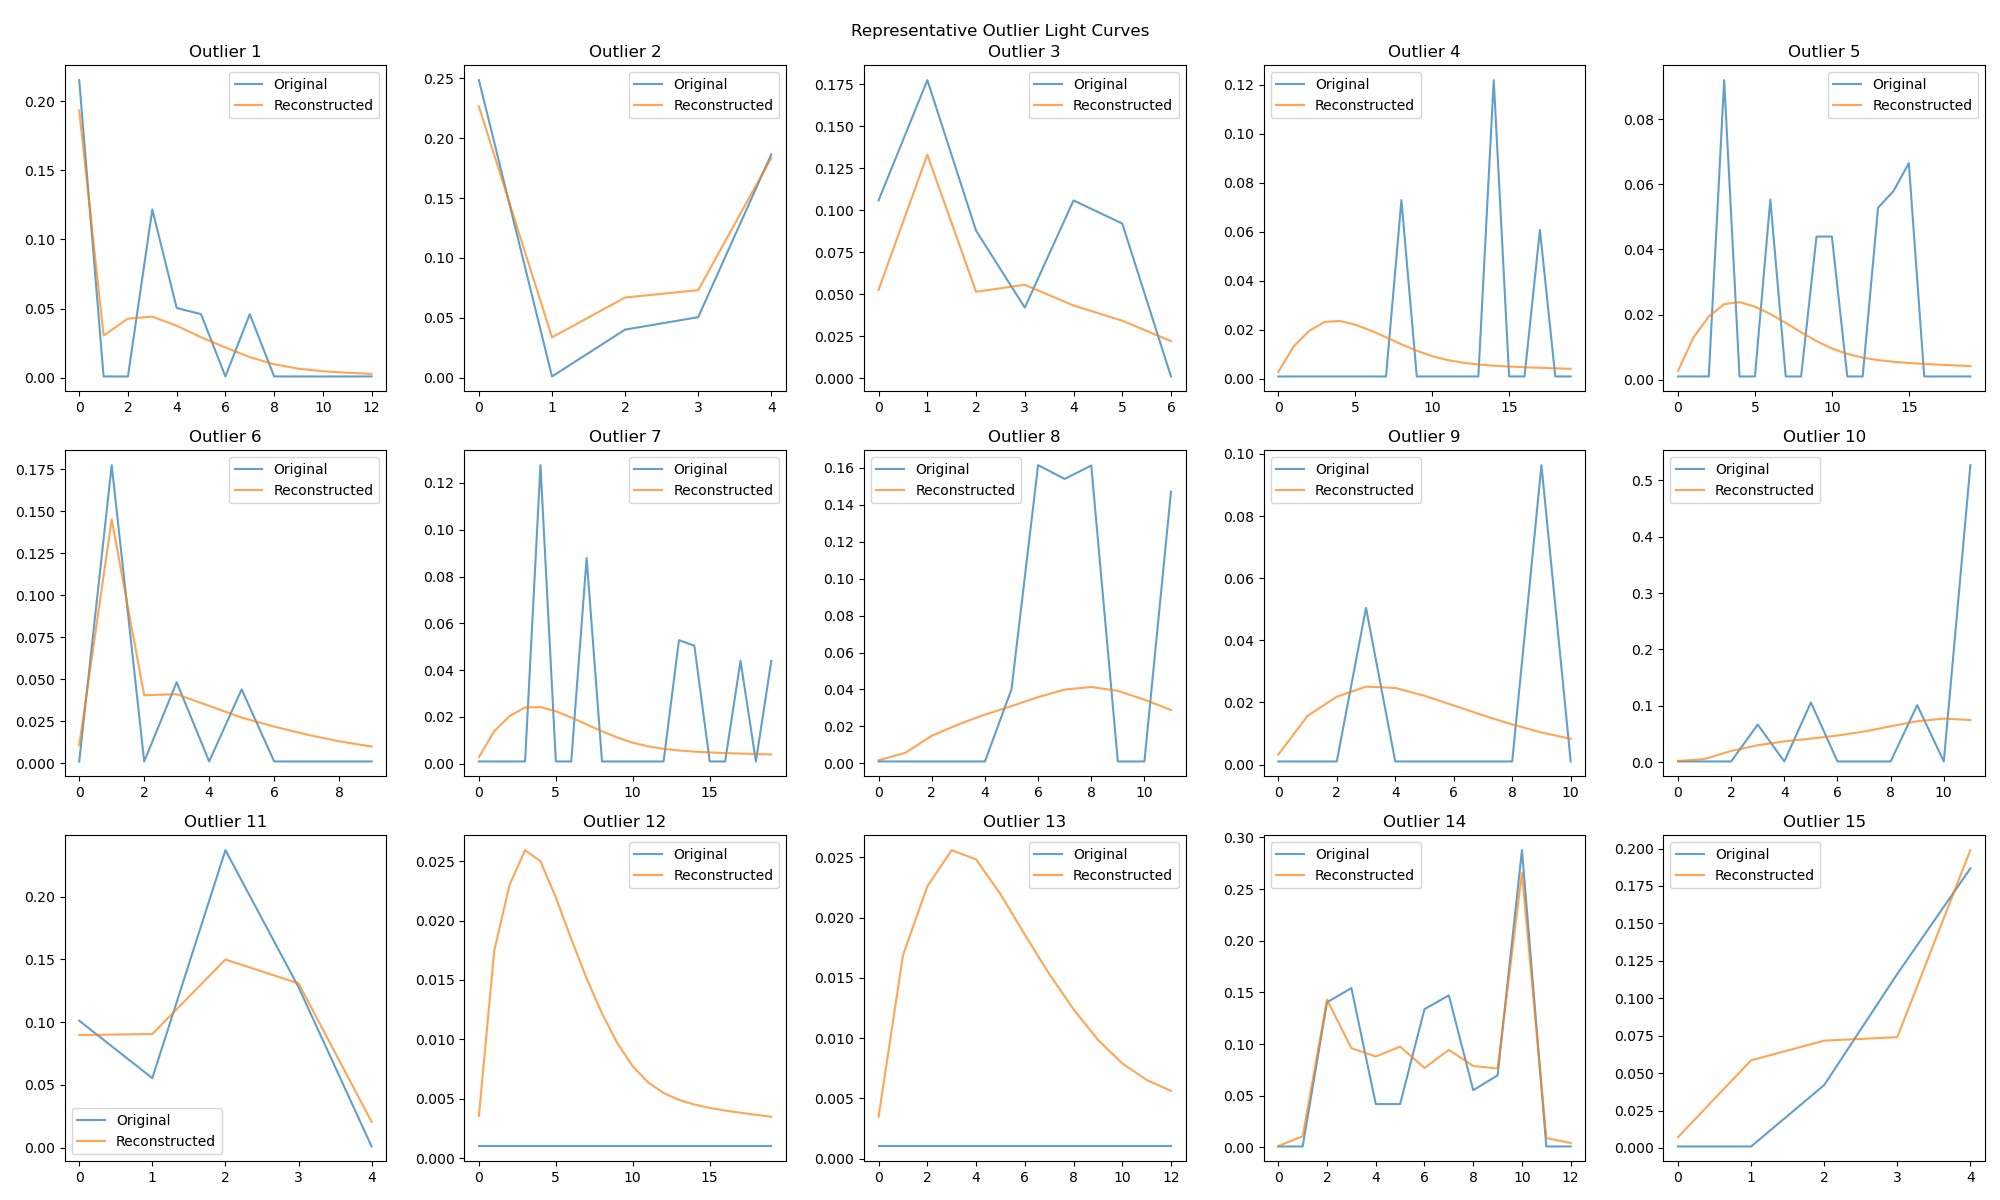 Representative Outlier Light Curves
Outlier 1
Original
Reconstructed
0.20
0.15
0.10
0.05
0.00
0 2 4 6 8 10 12
Outlier 2
Original
Reconstructed
0.25
0.20
0.15
0.10
0.05
0.00
0 1 2 3 4
Outlier 3
Original
Reconstructed
0.175
0.150
0.125
0.100
0.075
0.050
0.025
0.000
0 1 2 3 4 5 6
Outlier 4
Original
Reconstructed
0.12
0.10
0.08
0.06
0.04
0.02
0.00
0 5 10 15
Outlier 5
Original
Reconstructed
0.08
0.06
0.04
0.02
0.00
0 5 10 15
Outlier 6
Original
Reconstructed
0.175
0.150
0.125
0.100
0.075
0.050
0.025
0.000
0 2 4 6 8
Outlier 7
Original
Reconstructed
0.12
0.10
0.08
0.06
0.04
0.02
0.00
0 5 10 15
Outlier 8
Original
Reconstructed
0.16
0.14
0.12
0.10
0.08
0.06
0.04
0.02
0.00
0 2 4 6 8 10
Outlier 9
Original
Reconstructed
0.10
0.08
0.06
0.04
0.02
0.00
0 2 4 6 8 10
Outlier 10
Original
Reconstructed
0.5
0.4
0.3
0.2
0.1
0.0
0 2 4 6 8 10
Outlier 11
0.20
0.15
0.10
0.05
0.00
Original
Reconstructed
0 1 2 3 4
Outlier 12
Original
Reconstructed
0.025
0.020
0.015
0.010
0.005
0.000
0 5 10 15
Outlier 13
Original
Reconstructed
0.025
0.020
0.015
0.010
0.005
0.000
0 2 4 6 8 10 12
Outlier 14
Original
Reconstructed
0.30
0.25
0.20
0.15
0.10
0.05
0.00
0 2 4 6 8 10 12
Outlier 15
Original
Reconstructed
0.200
0.175
0.150
0.125
0.100
0.075
0.050
0.025
0.000
0 1 2 3 4